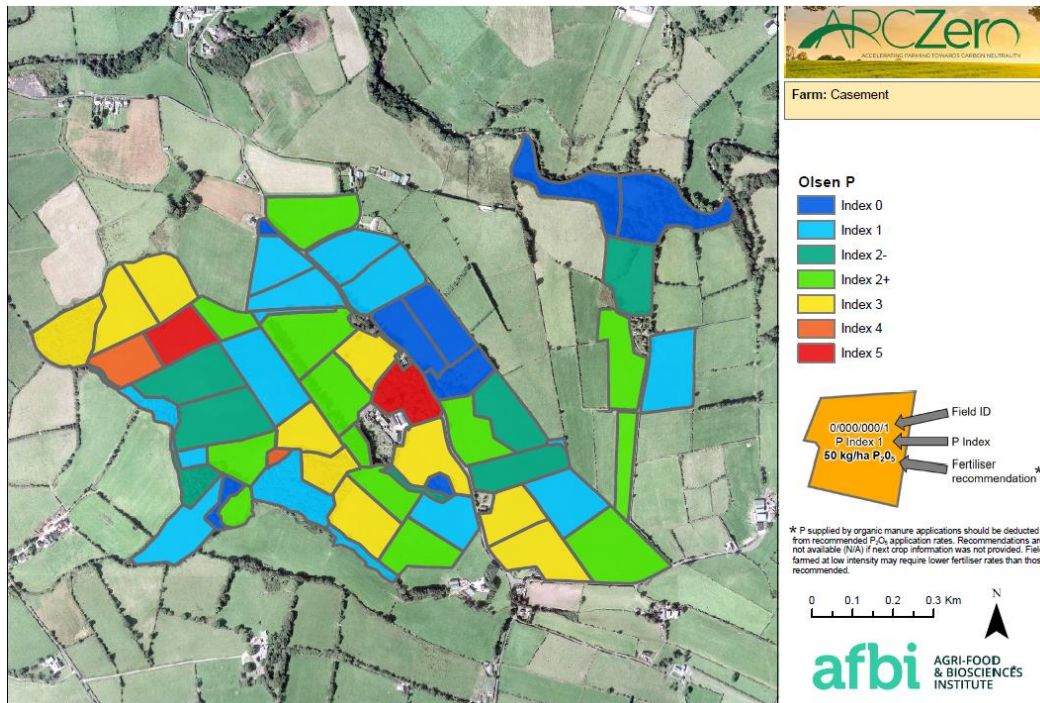 ARCZero
ACCELERATING FARMING TOWARDS CARBON NEUTRALITY
Farm: Casement
Olsen P
Index 0
Index 1
Index 2-
Index 2+
Index 3
Index 4
Index 5
0/000/000/1
P Index 1
50 kg/ha P₂0₅
Field ID
P Index
Fertiliser
recommendation *
* P supplied by organic manure applications should be deducted
from recommended P₂O₅ application rates. Recommendations are
not available (N/A) if next crop information was not provided. Field
farmed at low intensity may require lower fertiliser rates than thos
recommended.
0 0.1 0.2 0.3 Km
N
afbi AGRI-FOOD
& BIOSCIENCES
INSTITUTE